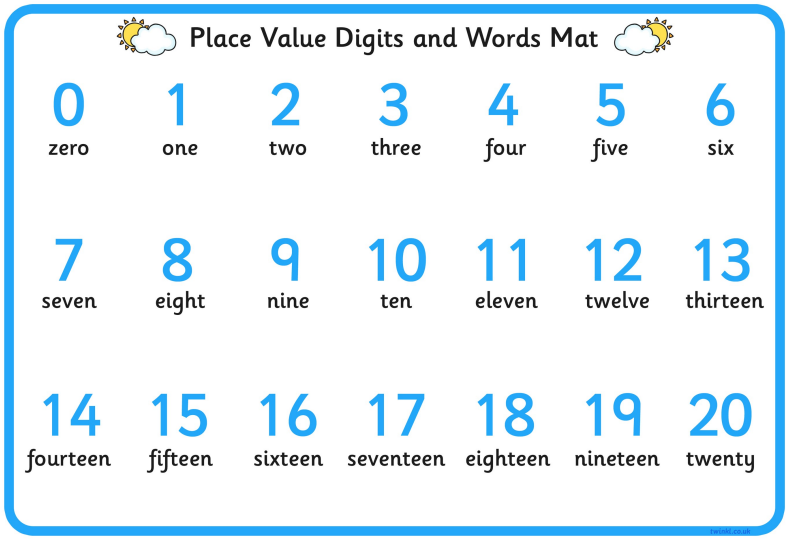 Place Value Digits and Words Mat
0 1 2 3 4 5 6
zero one two three four five six
7 8 9 10 11 12 13
seven eight nine ten eleven twelve thirteen
14 15 16 17 18 19 20
fourteen fifteen sixteen seventeen eighteen nineteen twenty
twinkl.co.uk